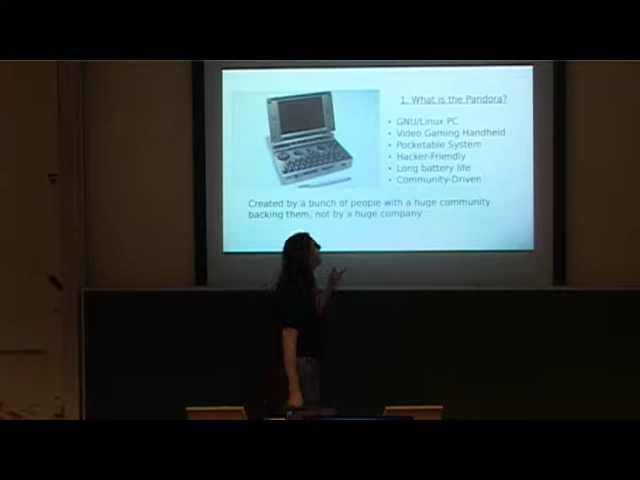 1. What is the Pandora?
• GNU/Linux PC
• Video Gaming Handheld
• Pocketable System
• Hacker-Friendly
• Long battery life
• Community-Driven
Created by a bunch of people with a huge community
backing them, not by a huge company